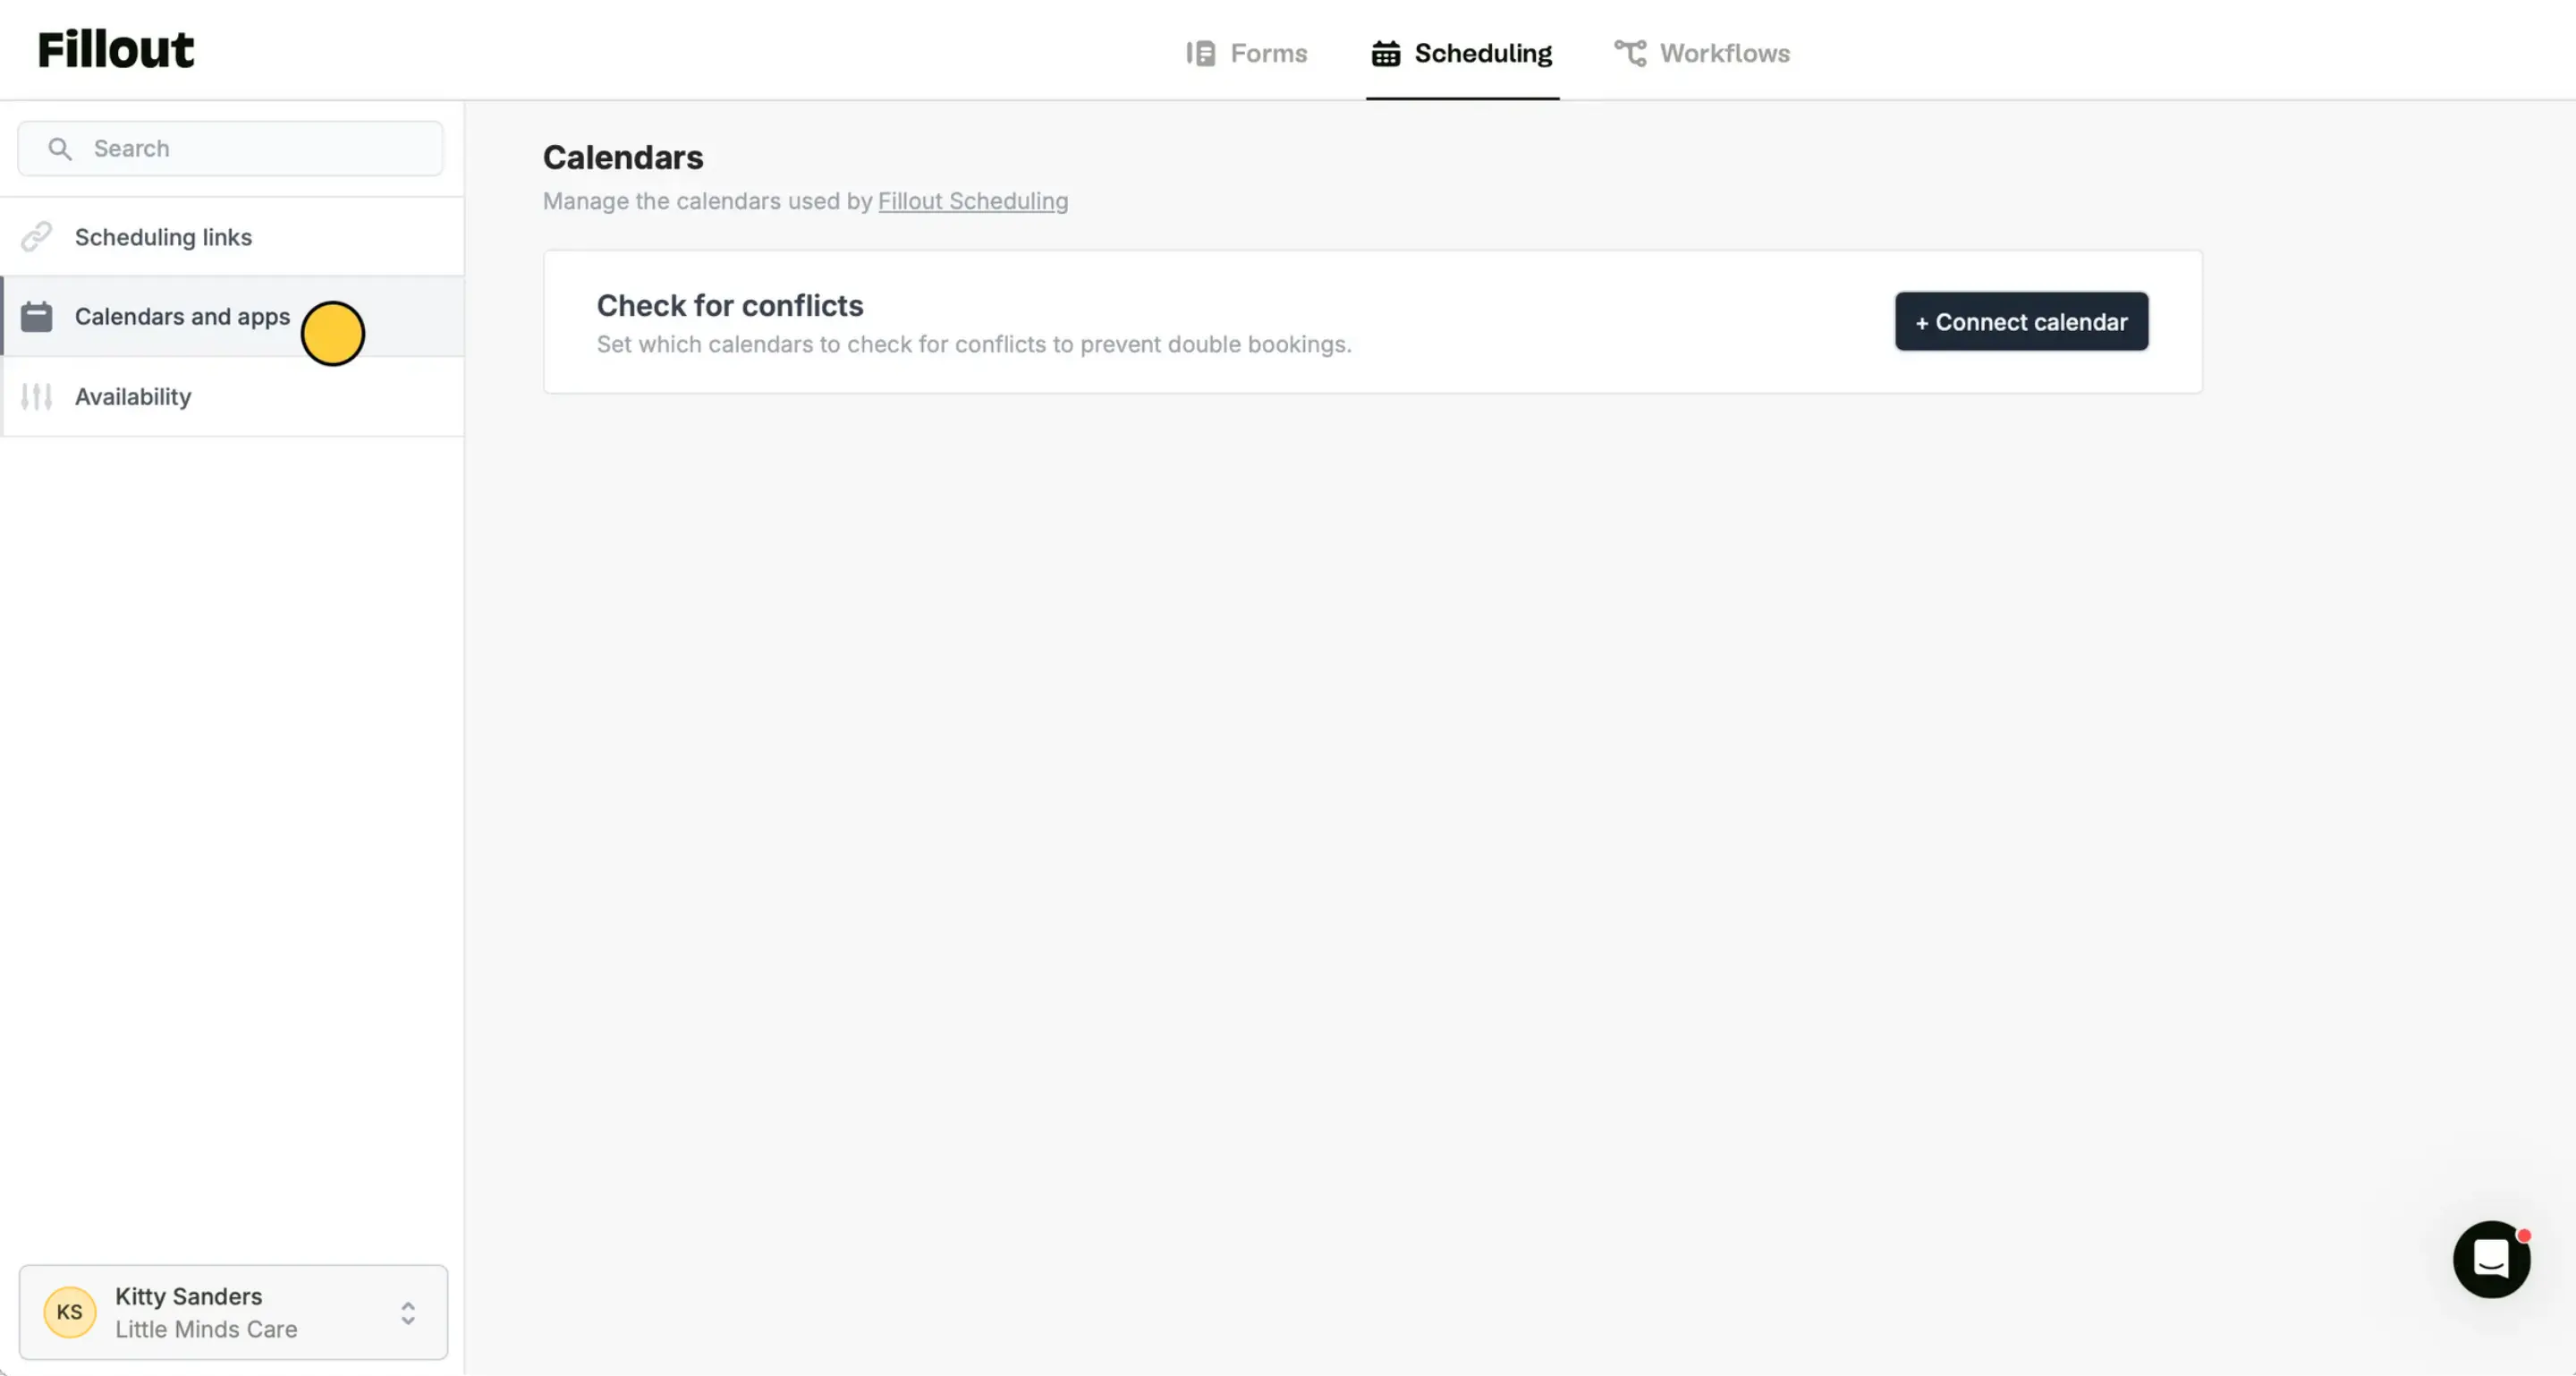 Fillout
Forms
Scheduling
Workflows
Search
Scheduling links
Calendars and apps
Availability
Calendars
Manage the calendars used by Fillout Scheduling
Check for conflicts
Set which calendars to check for conflicts to prevent double bookings.
+ Connect calendar
KS
Kitty Sanders
Little Minds Care